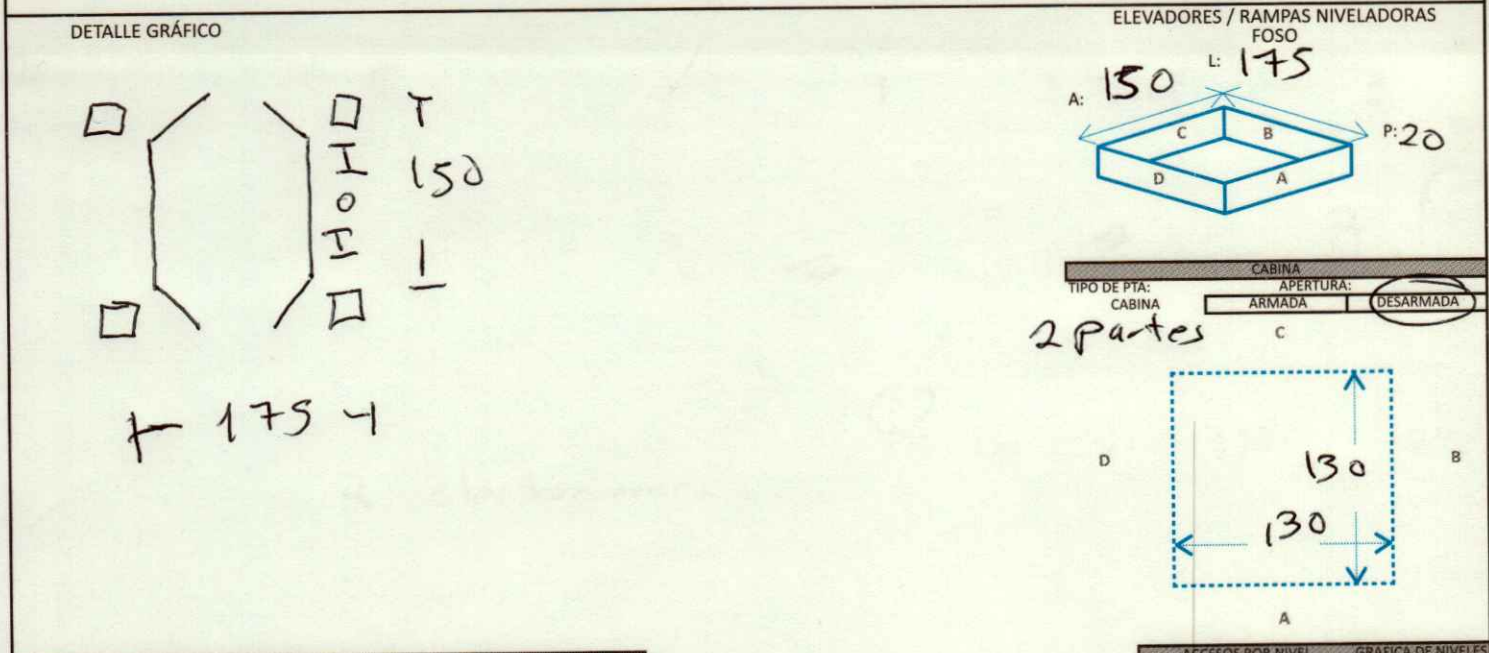 DETALLE GRÁFICO
150
175
ELEVADORES / RAMPAS NIVELADORAS
FOSO
L: 175
A: 150
P: 20
C B
D A
CABINA
TIPO DE PTA: APERTURA:
CABINA ARMADA DESARMADA
2 partes
C
D
130
B
130
A
ACCESOS POR NIVEL GRAFICA DE NIVELES